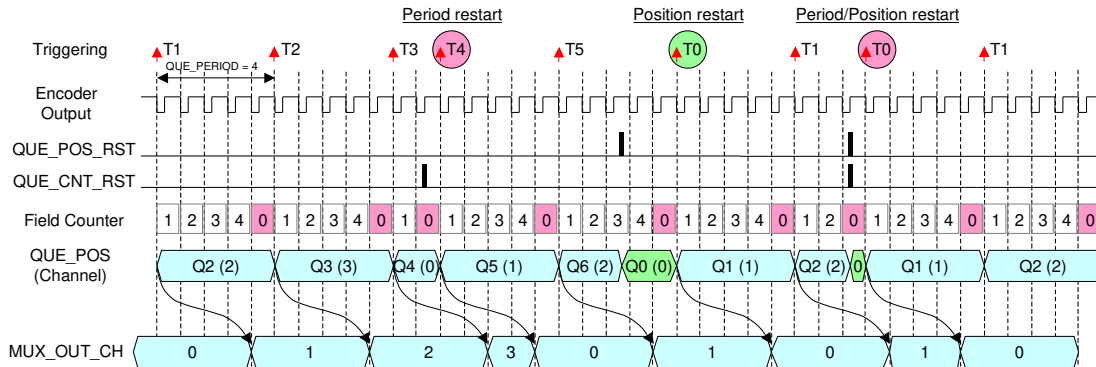 Period restart Position restart Period/Position restart
Triggering T1 T2 T3 T4 T5 T0 T1 T0 T1
QUE_PERIOD = 4
Encoder
Output
QUE_POS_RST
QUE_CNT_RST
Field Counter 1 2 3 4 0 1 2 3 4 0 1 0 1 2 3 4 0 1 2 3 4 0 1 2 3 4 0 1 2 0 1 2 3 4 0 1 2 3 4 0
QUE_POS
(Channel)
Q2 (2) Q3 (3) Q4 (0) Q5 (1) Q6 (2) Q0 (0) Q1 (1) Q2 (2) 0 Q1 (1) Q2 (2)
MUX_OUT_CH 0 1 2 3 0 1 0 1 0